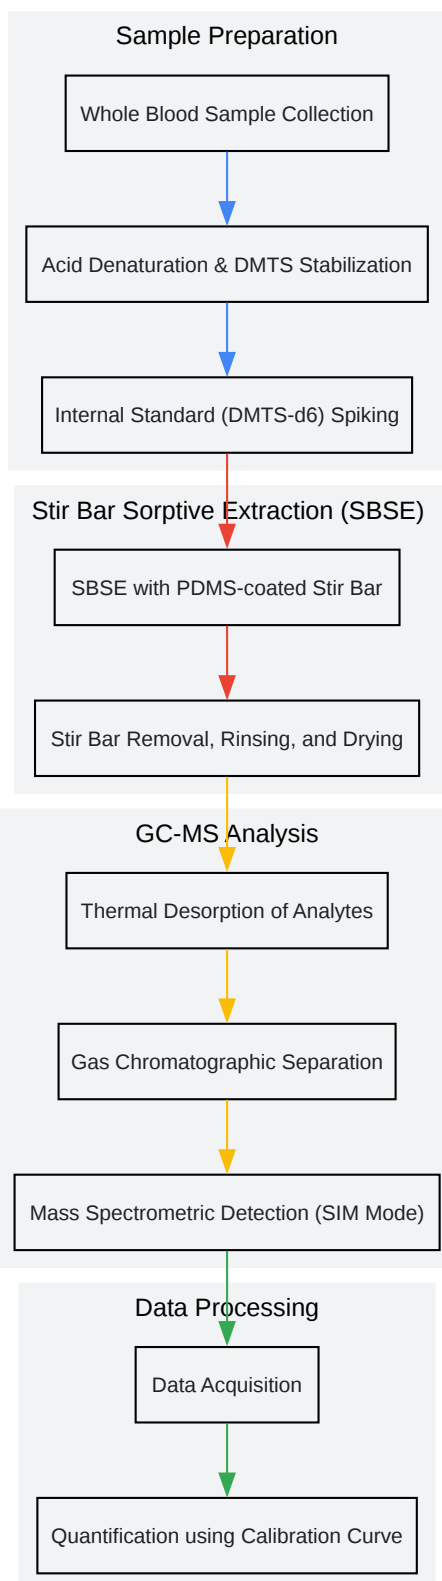 Sample Preparation
Whole Blood Sample Collection
Acid Denaturation & DMTS Stabilization
Internal Standard (DMTS-d6) Spiking
Stir Bar Sorptive Extraction (SBSE)
SBSE with PDMS-coated Stir Bar
Stir Bar Removal, Rinsing, and Drying
GC-MS Analysis
Thermal Desorption of Analytes
Gas Chromatographic Separation
Mass Spectrometric Detection (SIM Mode)
Data Processing
Data Acquisition
Quantification using Calibration Curve